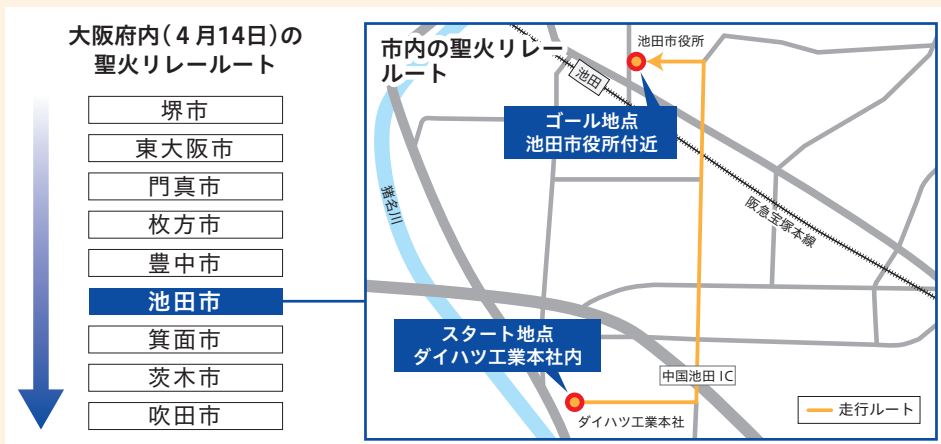 大阪府内(4月14日)の
聖火リレールート
堺市
東大阪市
門真市
枚方市
豊中市
池田市
箕面市
茨木市
吹田市
市内の聖火リレー
ルート
池田市役所
池田
ゴール地点
池田市役所付近
猪名川
阪急宝塚本線
スタート地点
ダイハツ工業本社内
中国池田IC
ダイハツ工業本社
走行ルート